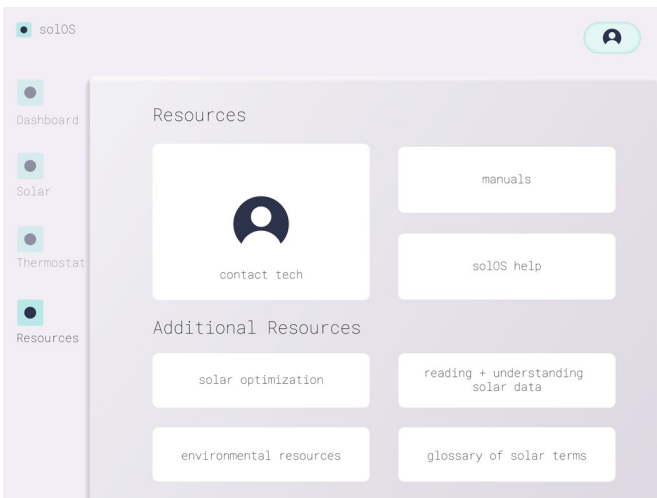 solOS
Dashboard
Solar
Thermostat
Resources
Resources
contact tech
manuals
solOS help
Additional Resources
solar optimization
reading + understanding
solar data
environmental resources
glossary of solar terms